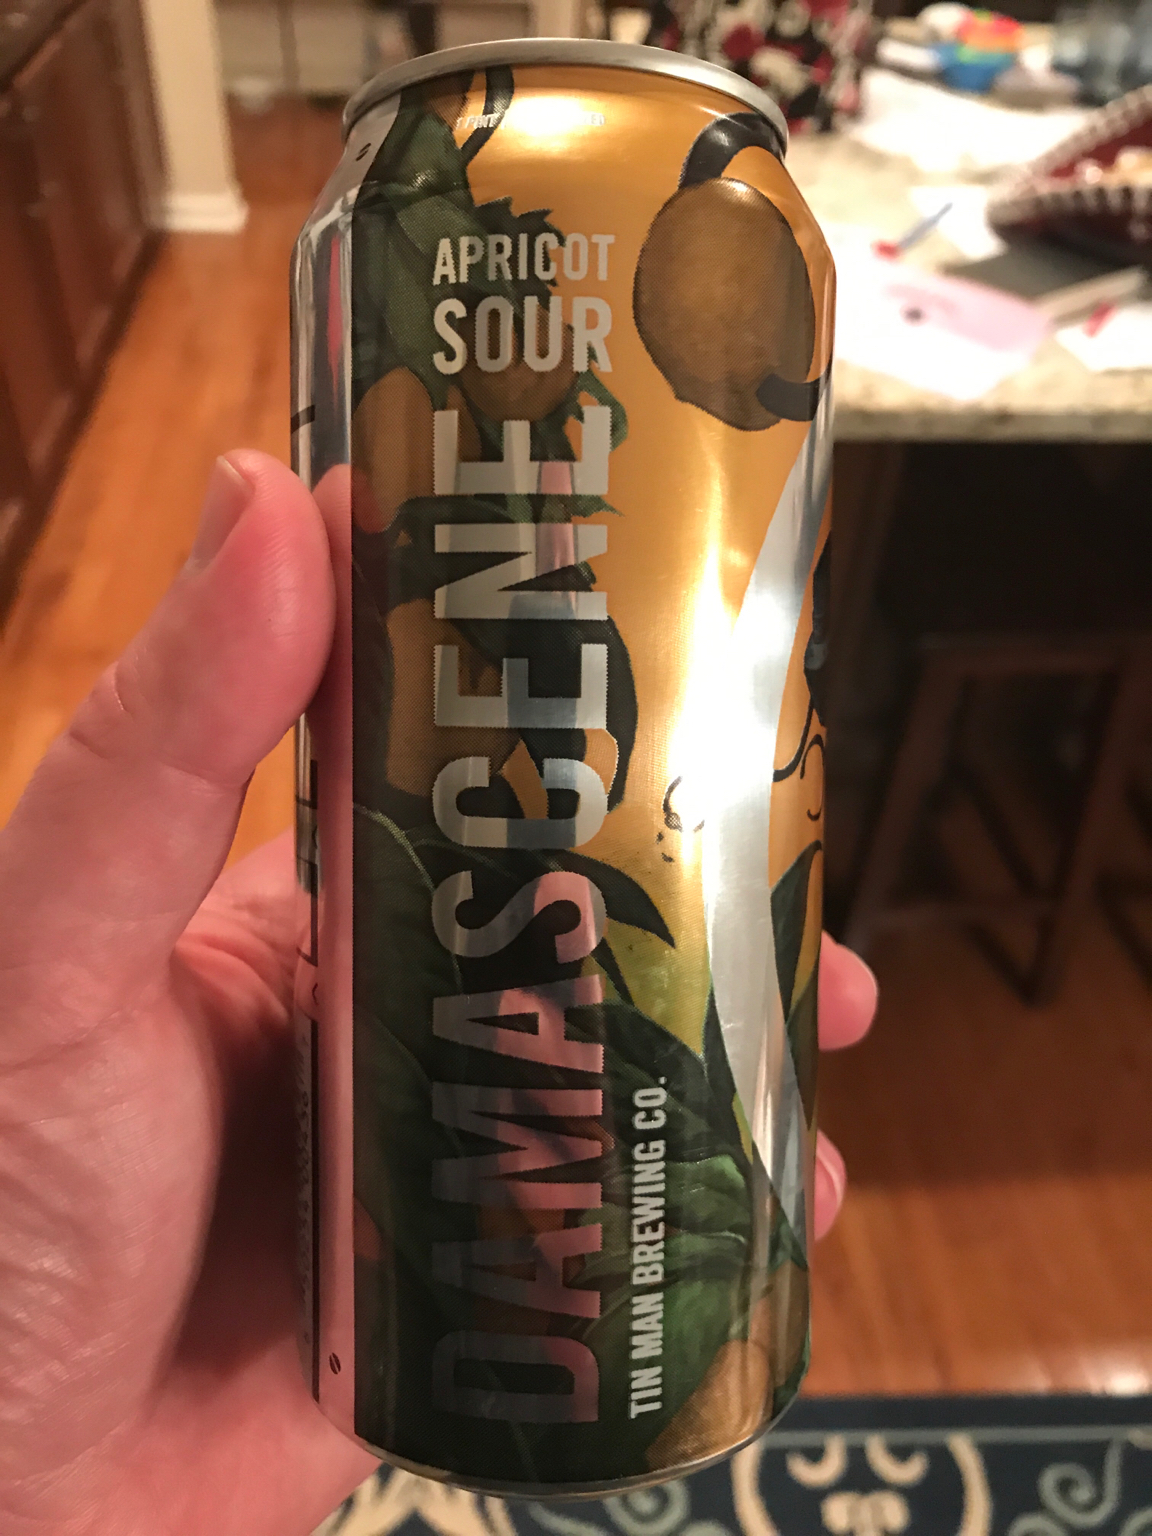 APRICOT
SOUR
DAMASCENE
TIN MAN BREWING CO.